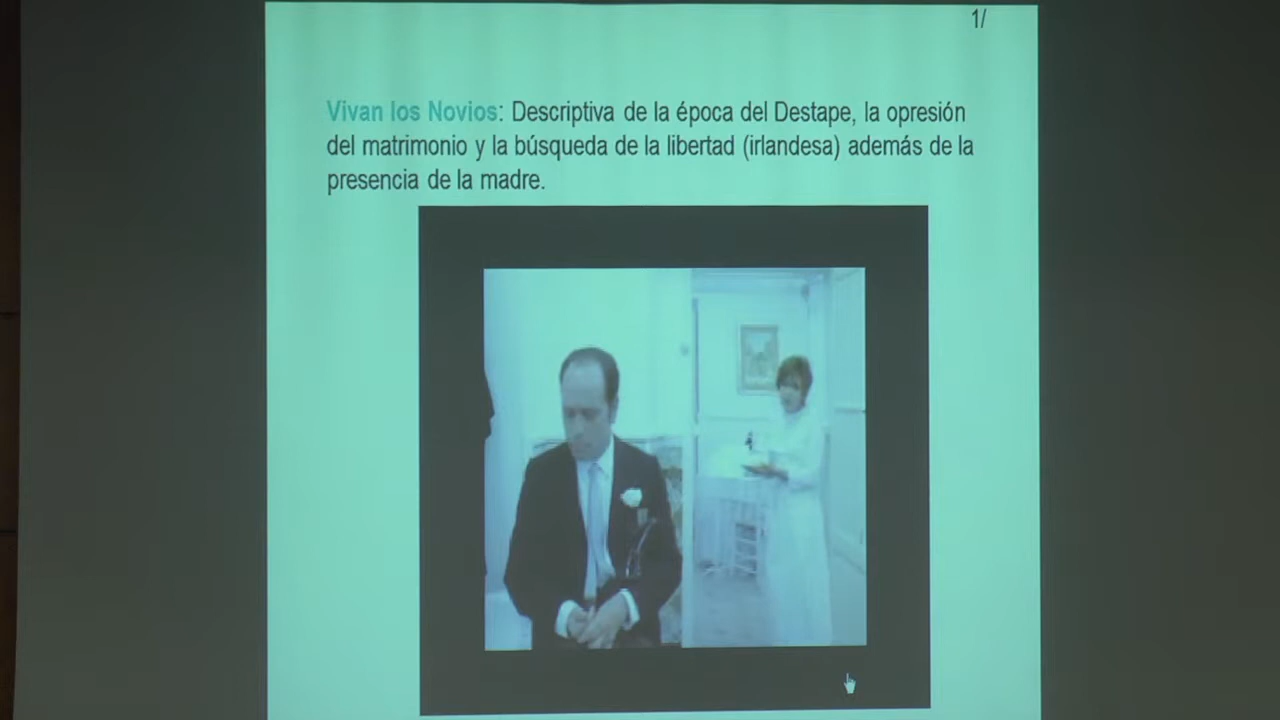 1/
Vivan los Novios: Descriptiva de la época del Destape, la opresión
del matrimonio y la búsqueda de la libertad (irlandesa) además de la
presencia de la madre.